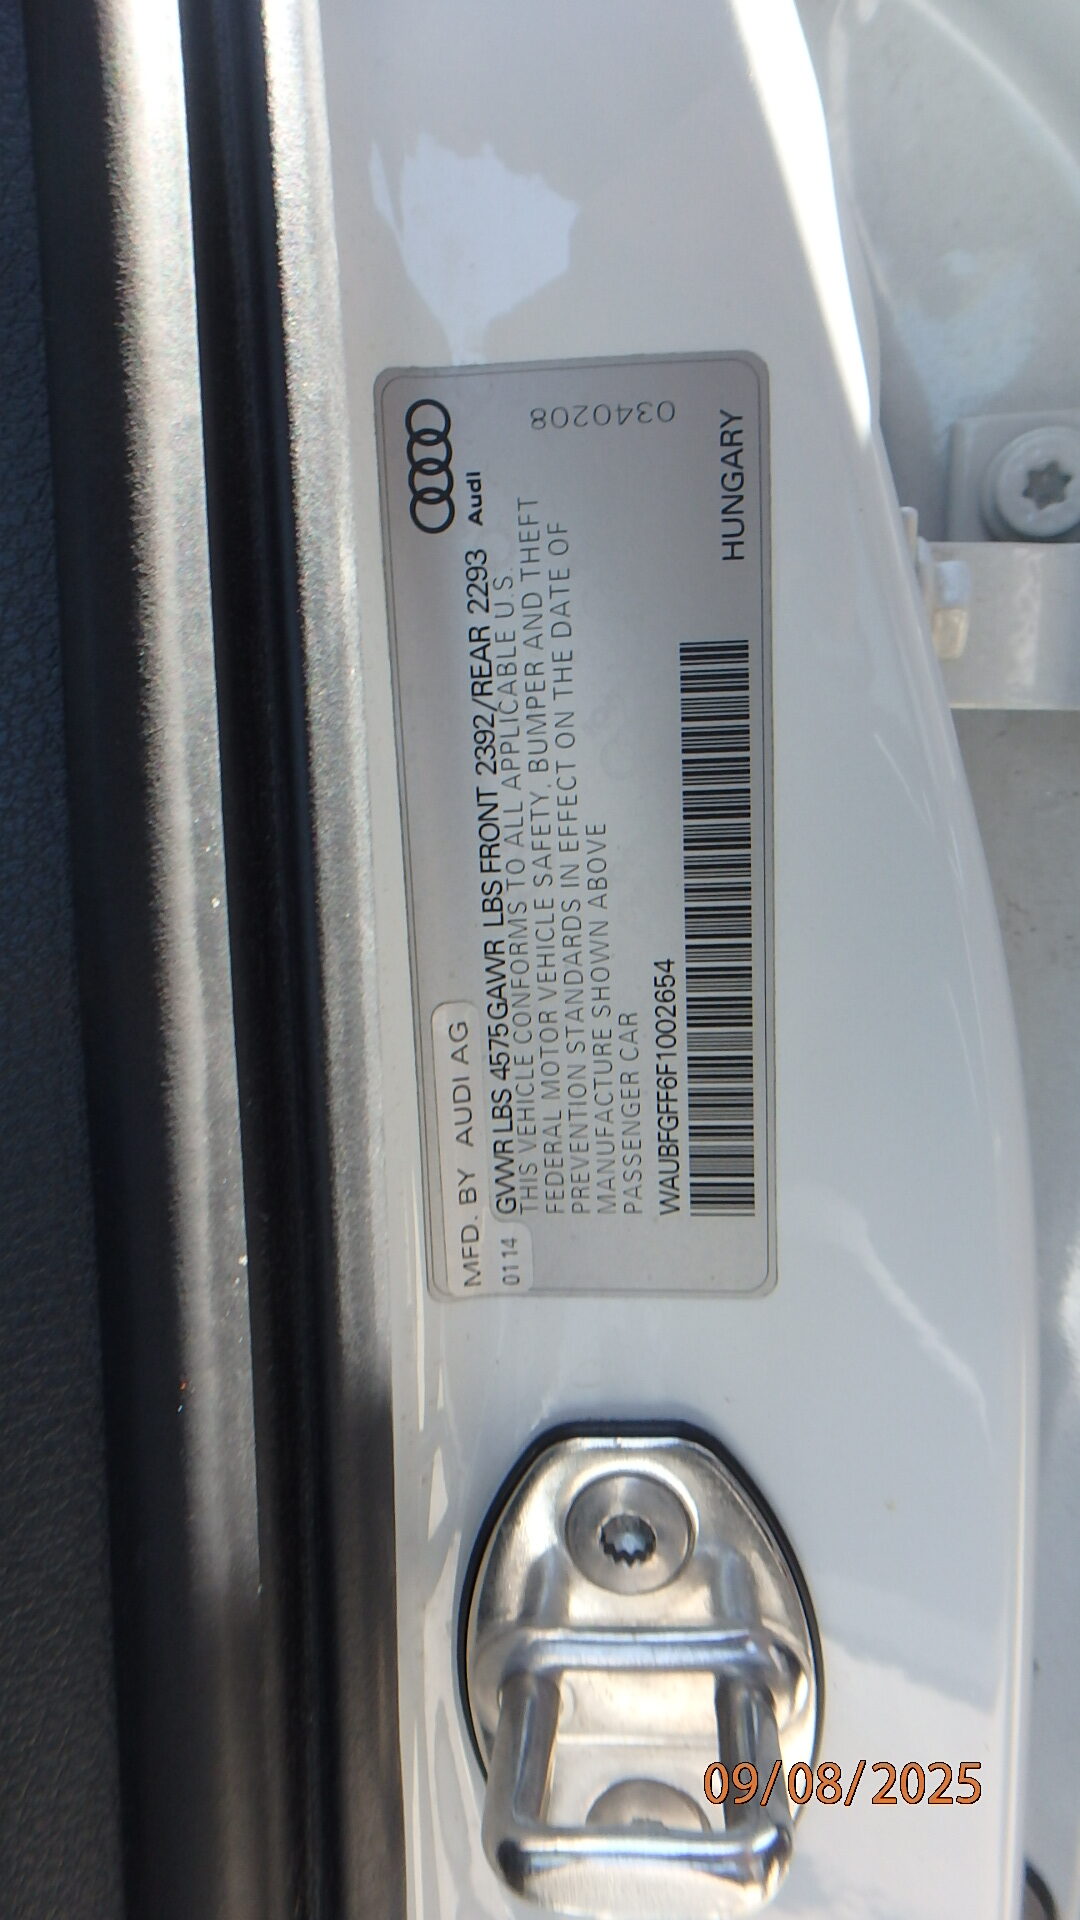 MFD. BY AUDI AG
Audi
01 14 GVWR LBS 4575 GAWR LBS FRONT 2392/REAR 2293
THIS VEHICLE CONFORMS TO ALL APPLICABLE U.S.
FEDERAL MOTOR VEHICLE SAFETY, BUMPER AND THEFT
PREVENTION STANDARDS IN EFFECT ON THE DATE OF
MANUFACTURE SHOWN ABOVE
PASSENGER CAR
0340208
WAUBFGFF6F1002654
HUNGARY
09/08/2025